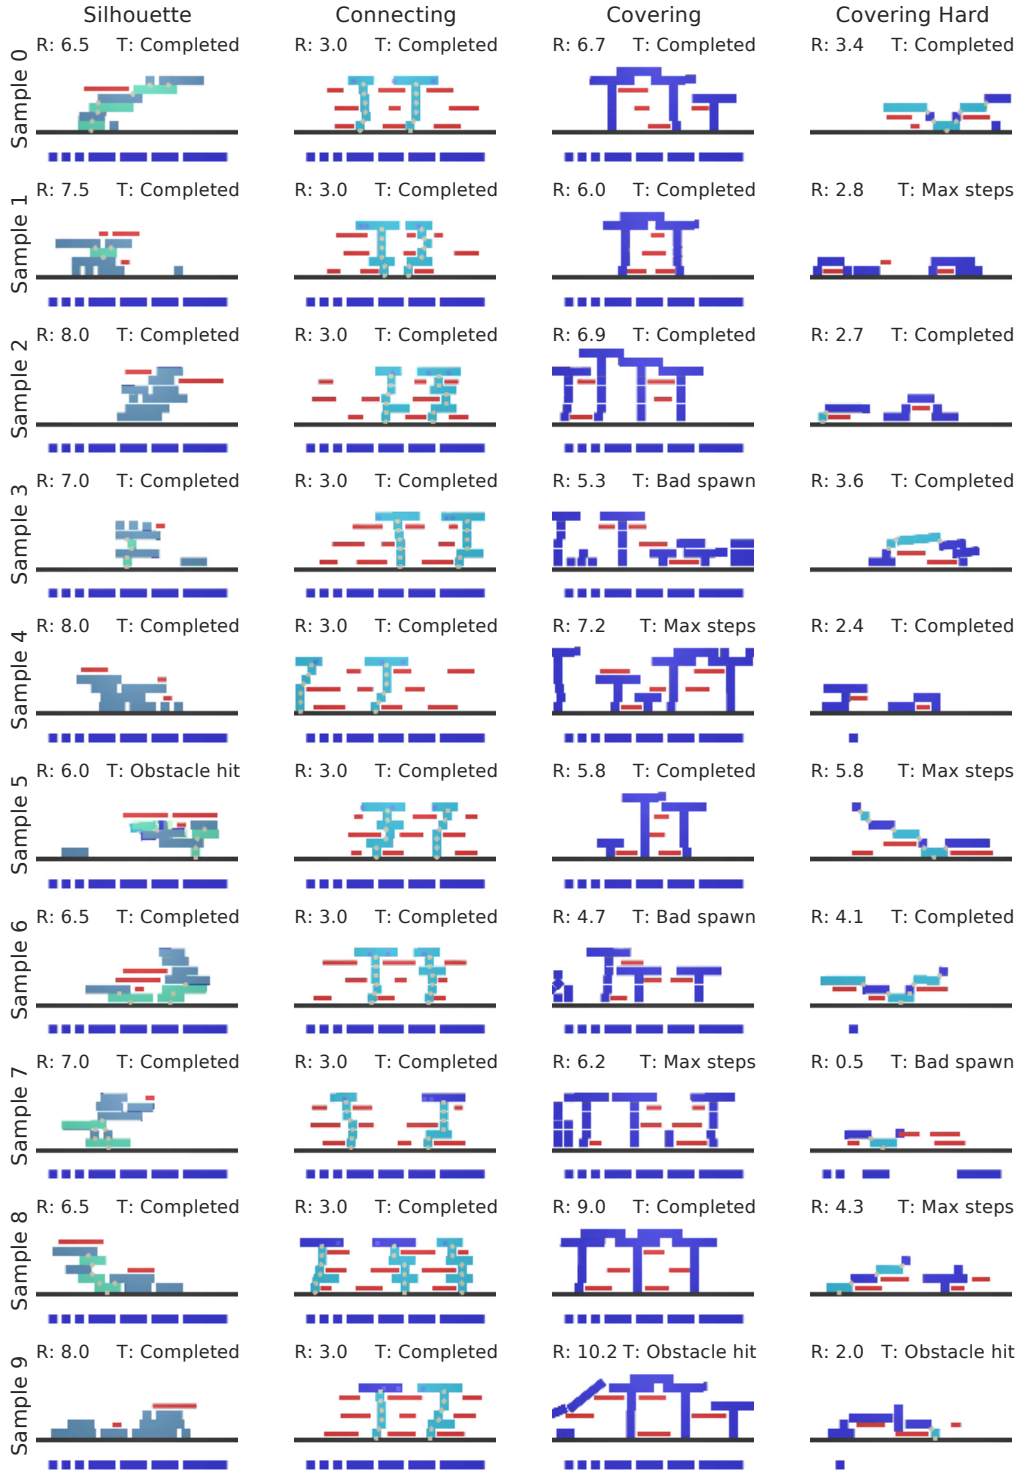 Silhouette Connecting Covering Covering Hard
Sample 0
R: 6.5 T: Completed R: 3.0 T: Completed R: 6.7 T: Completed R: 3.4 T: Completed
Sample 1
R: 7.5 T: Completed R: 3.0 T: Completed R: 6.0 T: Completed R: 2.8 T: Max steps
Sample 2
R: 8.0 T: Completed R: 3.0 T: Completed R: 6.9 T: Completed R: 2.7 T: Completed
Sample 3
R: 7.0 T: Completed R: 3.0 T: Completed R: 5.3 T: Bad spawn R: 3.6 T: Completed
Sample 4
R: 8.0 T: Completed R: 3.0 T: Completed R: 7.2 T: Max steps R: 2.4 T: Completed
Sample 5
R: 6.0 T: Obstacle hit R: 3.0 T: Completed R: 5.8 T: Completed R: 5.8 T: Max steps
Sample 6
R: 6.5 T: Completed R: 3.0 T: Completed R: 4.7 T: Bad spawn R: 4.1 T: Completed
Sample 7
R: 7.0 T: Completed R: 3.0 T: Completed R: 6.2 T: Max steps R: 0.5 T: Bad spawn
Sample 8
R: 6.5 T: Completed R: 3.0 T: Completed R: 9.0 T: Completed R: 4.3 T: Max steps
Sample 9
R: 8.0 T: Completed R: 3.0 T: Completed R: 10.2 T: Obstacle hit R: 2.0 T: Obstacle hit